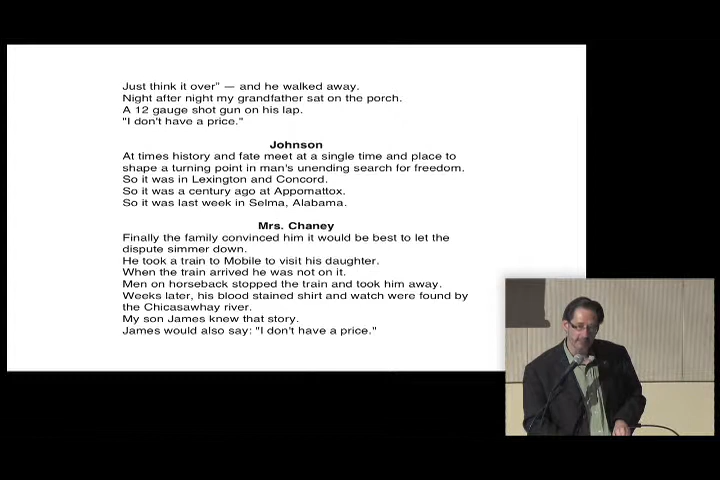 Just think it over" — and he walked away.
Night after night my grandfather sat on the porch.
A 12 gauge shot gun on his lap.
"I don't have a price."
Johnson
At times history and fate meet at a single time and place to
shape a turning point in man's unending search for freedom.
So it was in Lexington and Concord.
So it was a century ago at Appomattox.
So it was last week in Selma, Alabama.
Mrs. Chaney
Finally the family convinced him it would be best to let the
dispute simmer down.
He took a train to Mobile to visit his daughter.
When the train arrived he was not on it.
Men on horseback stopped the train and took him away.
Weeks later, his blood stained shirt and watch were found by
the Chicasawhay river.
My son James knew that story.
James would also say: "I don't have a price."